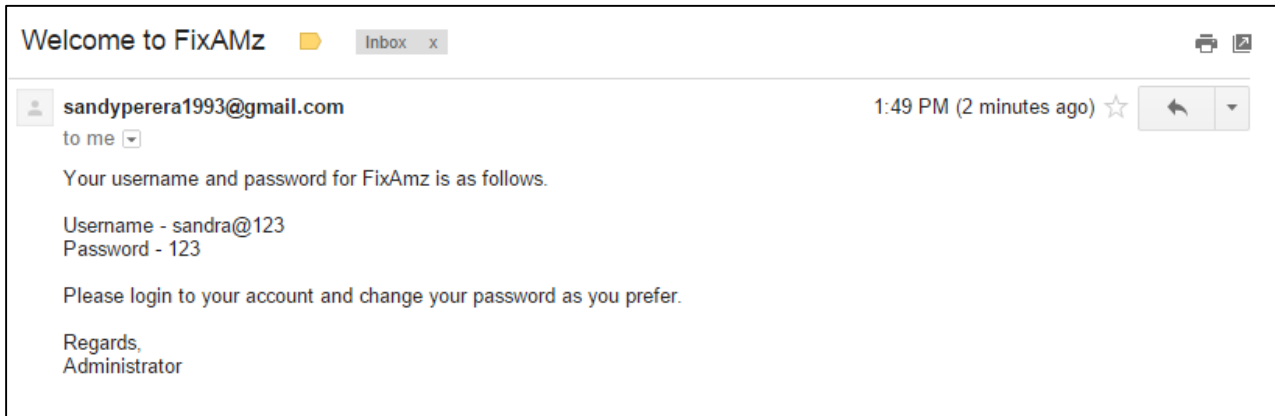 Welcome to FixAMz Inbox x
sandyperera1993@gmail.com 1:49 PM (2 minutes ago)
to me
Your username and password for FixAmz is as follows.
Username - sandra@123
Password - 123
Please login to your account and change your password as you prefer.
Regards,
Administrator